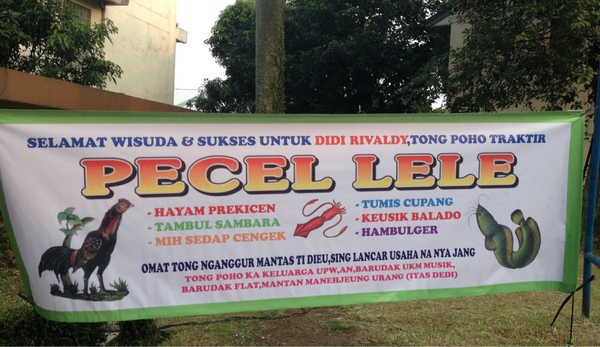 SELAMAT WISUDA & SUKSES UNTUK DIDI RIVALDY,TONG POHO TRAKTIR
PECEL LELE
- HAYAM PREKICEN
- TAMBUL SAMBARA
- MIH SEDAP CENGEK
- TUMIS CUPANG
- KEUSIK BALADO
- HAMBULGER
OMAT TONG NGANGGUR MANTAS TI DIEU,SING LANCAR USAHA NA NYA JANG
TONG POHO KA KELUARGA UPW,AN,BARUDAK UKM MUSIK,
BARUDAK FLAT,MANTAN MANEHJEUNG URANG (IYAS DEDI)